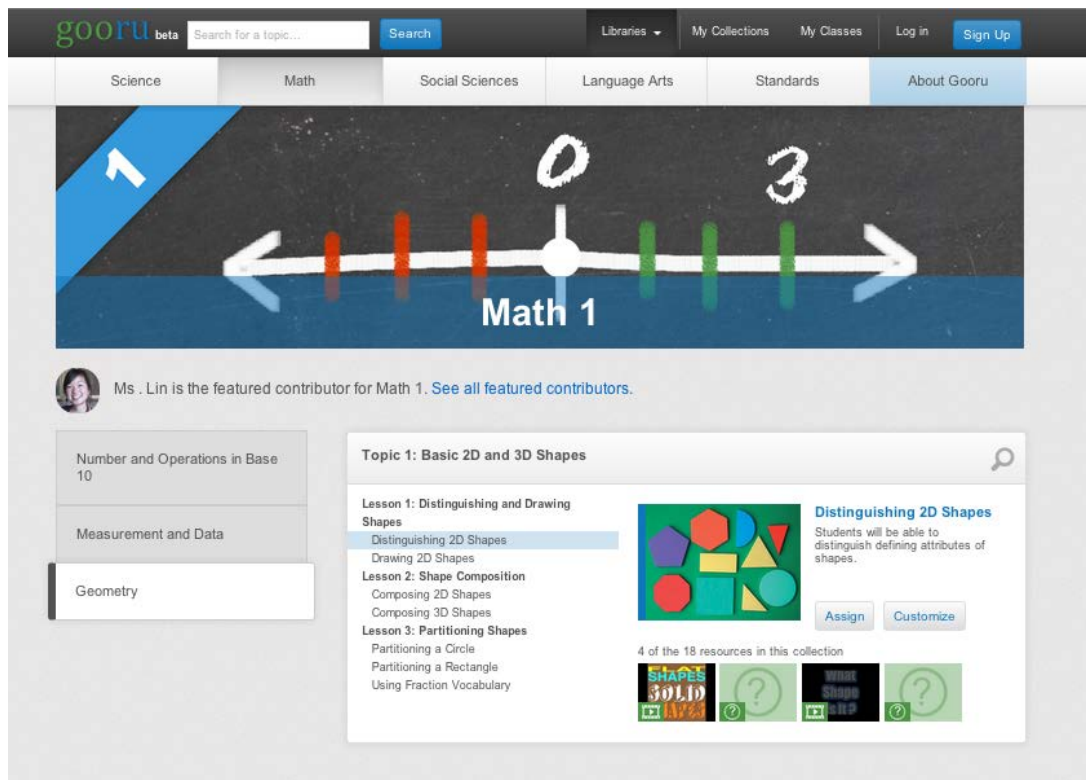 gooru beta
Search for a topic...
Search
Libraries
My Collections
My Classes
Log in
Sign Up
Science
Math
Social Sciences
Language Arts
Standards
About Gooru
1
0
3
Math 1
Ms . Lin is the featured contributor for Math 1. See all featured contributors.
Number and Operations in Base
10
Measurement and Data
Geometry
Topic 1: Basic 2D and 3D Shapes
Lesson 1: Distinguishing and Drawing
Shapes
Distinguishing 2D Shapes
Drawing 2D Shapes
Lesson 2: Shape Composition
Composing 2D Shapes
Composing 3D Shapes
Lesson 3: Partitioning Shapes
Partitioning a Circle
Partitioning a Rectangle
Using Fraction Vocabulary
Distinguishing 2D Shapes
Students will be able to
distinguish defining attributes of
shapes.
Assign
Customize
4 of the 18 resources in this collection
FLAT
SHAPES
SOLID
?
?
What
Shape
is it?
?
?